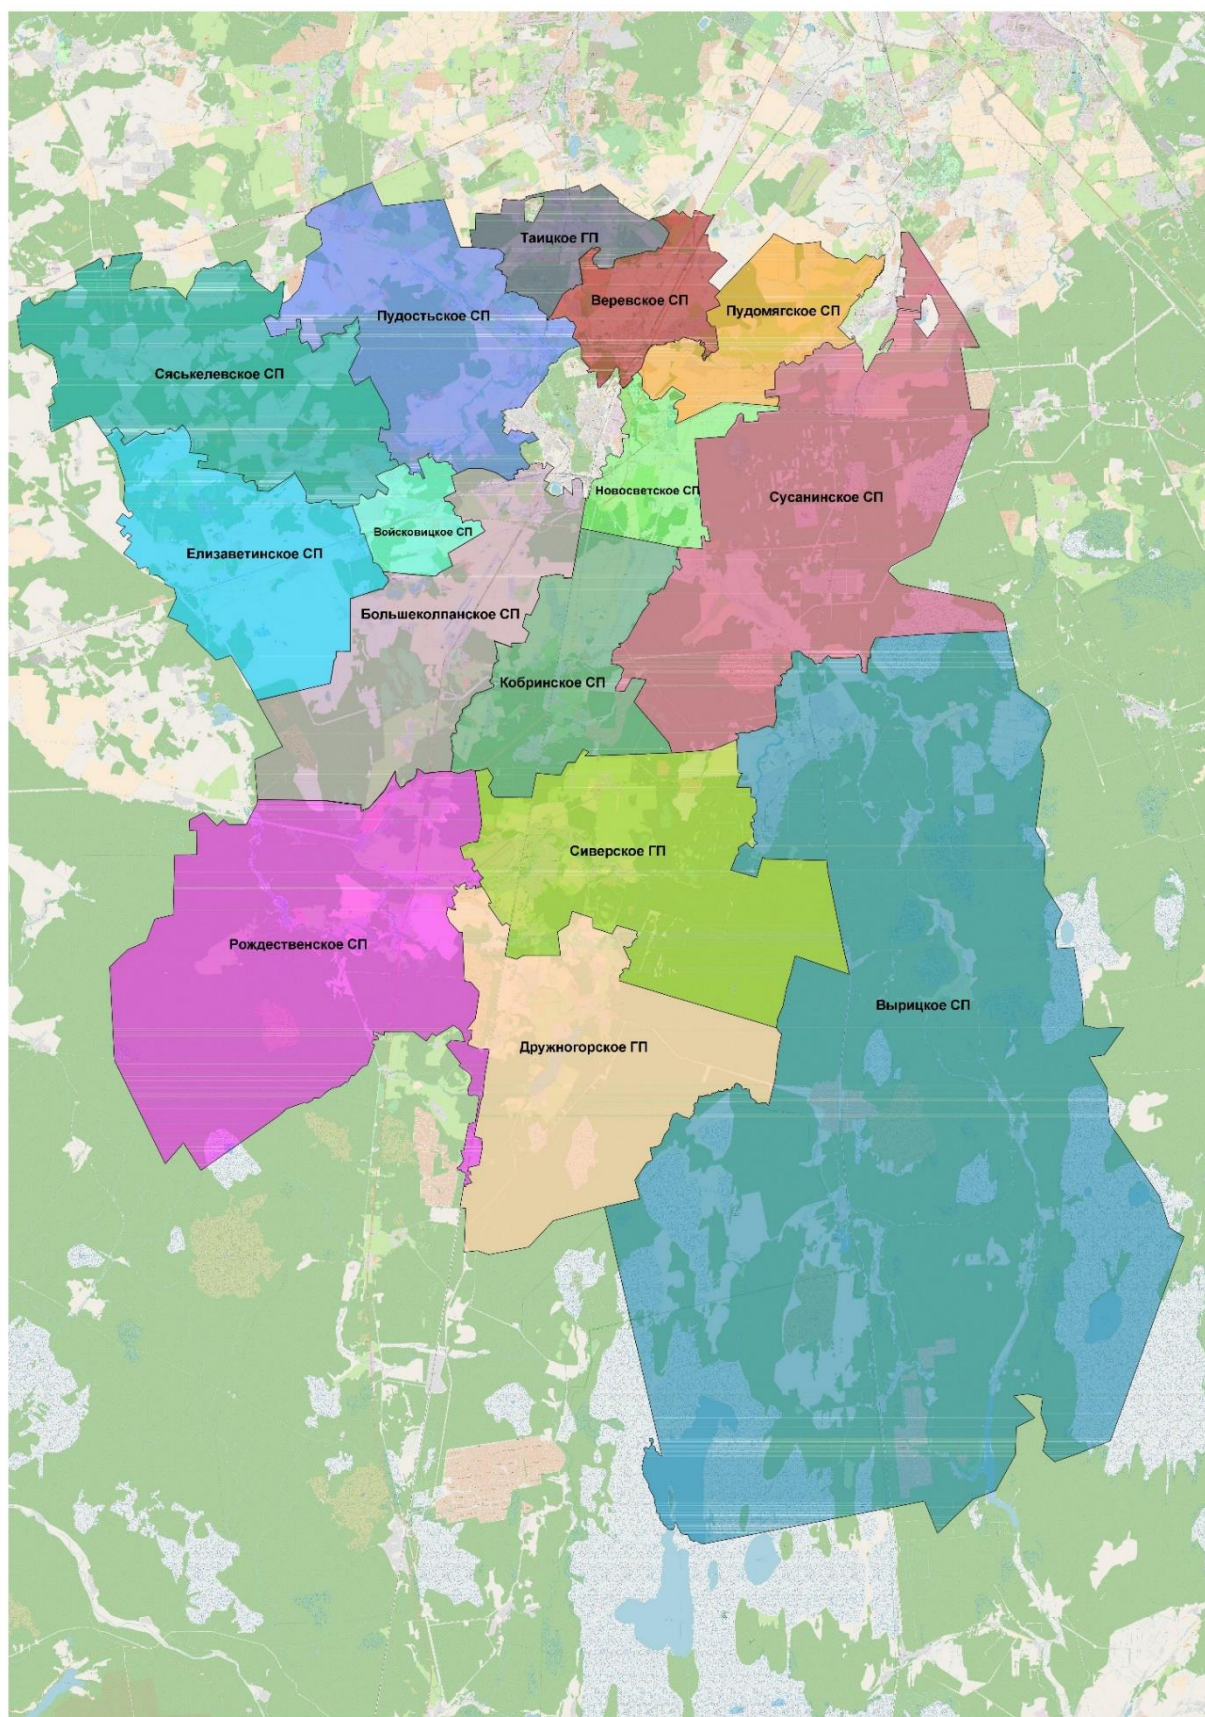 Таицкое ГП
Веревское СП
Пудостьское СП
Пудомягское СП
Сяськелевское СП
Новосветское СП
Сусанинское СП
Войсковицкое СП
Елизаветинское СП
Большеколпанское СП
Кобринское СП
Сиверское ГП
Рождественское СП
Вырицкое СП
Дружногорское ГП